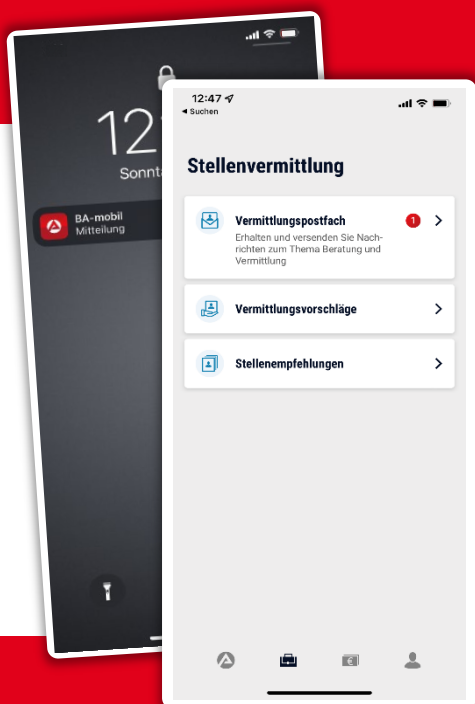 12
Sonnt
BA-mobil
Mitteilung
12:47
Suchen
Stellenvermittlung
Vermittlungspostfach
1
Erhalten und versenden Sie Nach-
richten zum Thema Beratung und
Vermittlung
Vermittlungsvorschläge
Stellenempfehlungen